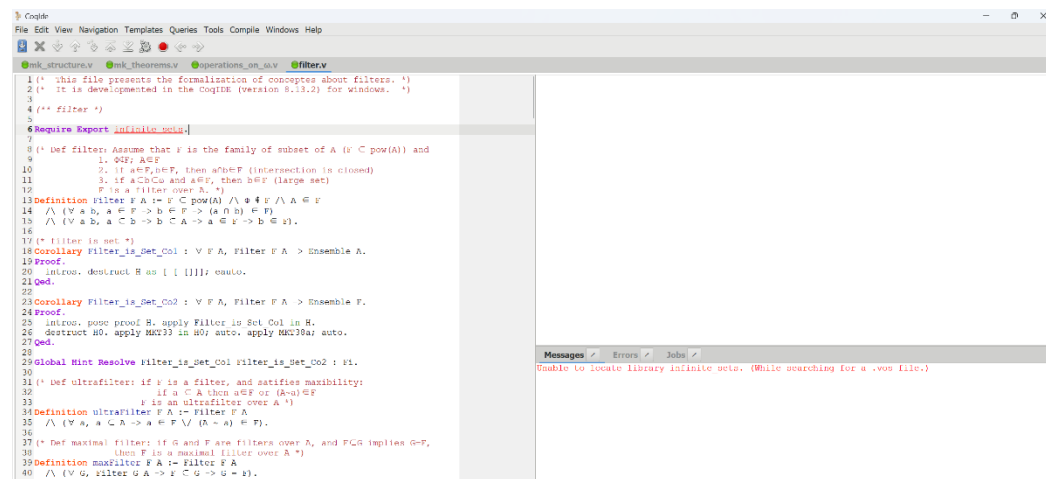 CoqIde
File Edit View Navigation Templates Queries Tools Compile Windows Help
mk_structure.v mk_theorems.v operations_on_ω.v filter.v
1 (* This file presents the formalization of conceptes about filters. *)
2 (* It is developmented in the CoqIDE (version 8.13.2) for windows. *)
3
4 (** filter *)
5
6 Require Export infinite_sets.
7
8 (* Def filter: Assume that F is the family of subset of A (F ⊂ pow(A)) and
9 1. Φ∉F; A∈F
10 2. if a∈F,b∈F, then a∩b∈F (intersection is closed)
11 3. if a⊂b⊂ω and a∈F, then b∈F (large set)
12 F is a filter over A. *)
13 Definition Filter F A := F ⊂ pow(A) /\ Φ ∉ F /\ A ∈ F
14 /\ (∀ a b, a ∈ F -> b ∈ F -> (a ∩ b) ∈ F)
15 /\ (∀ a b, a ⊂ b -> b ⊂ A -> a ∈ F -> b ∈ F).
16
17 (* filter is set *)
18 Corollary Filter_is_Set_Co1 : ∀ F A, Filter F A -> Ensemble A.
19 Proof.
20 intros. destruct H as [_ [_ []]]; eauto.
21 Qed.
22
23 Corollary Filter_is_Set_Co2 : ∀ F A, Filter F A -> Ensemble F.
24 Proof.
25 intros. pose proof H. apply Filter_is_Set_Co1 in H.
26 destruct H0. apply MKT33 in H0; auto. apply MKT38a; auto.
27 Qed.
28
29 Global Hint Resolve Filter_is_Set_Co1 Filter_is_Set_Co2 : Fi.
30
31 (* Def ultrafilter: if F is a filter, and satifies maxibility:
32 if a ⊂ A then a∈F or (A~a)∈F
33 F is an ultrafilter over A *)
34 Definition ultraFilter F A := Filter F A
35 /\ (∀ a, a ⊂ A -> a ∈ F \/ (A ~ a) ∈ F).
36
37 (* Def maximal filter: if G and F are filters over A, and F⊂G implies G=F,
38 then F is a maximal filter over A *)
39 Definition maxFilter F A := Filter F A
40 /\ (∀ G, Filter G A -> F ⊂ G -> G = F).
Messages Errors Jobs
Unable to locate library infinite_sets. (While searching for a .vos file.)